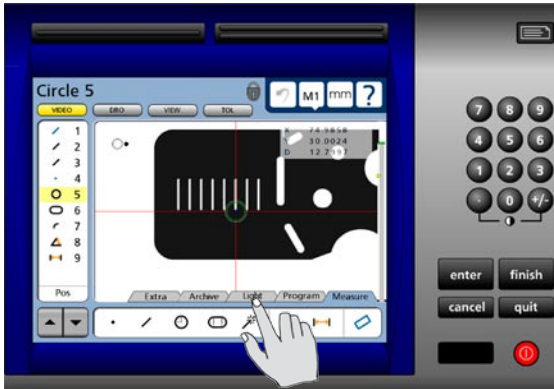 Circle 5
M1 mm ?
VIDEO DRO VIEW TOL
1
2
3
4
5
6
7
8
9
X 74.9858
Y 30.0024
D 12.7397
Pos
Extra Archive Light Program Measure
7 8 9
4 5 6
1 2 3
. 0 +/-
enter finish
cancel quit